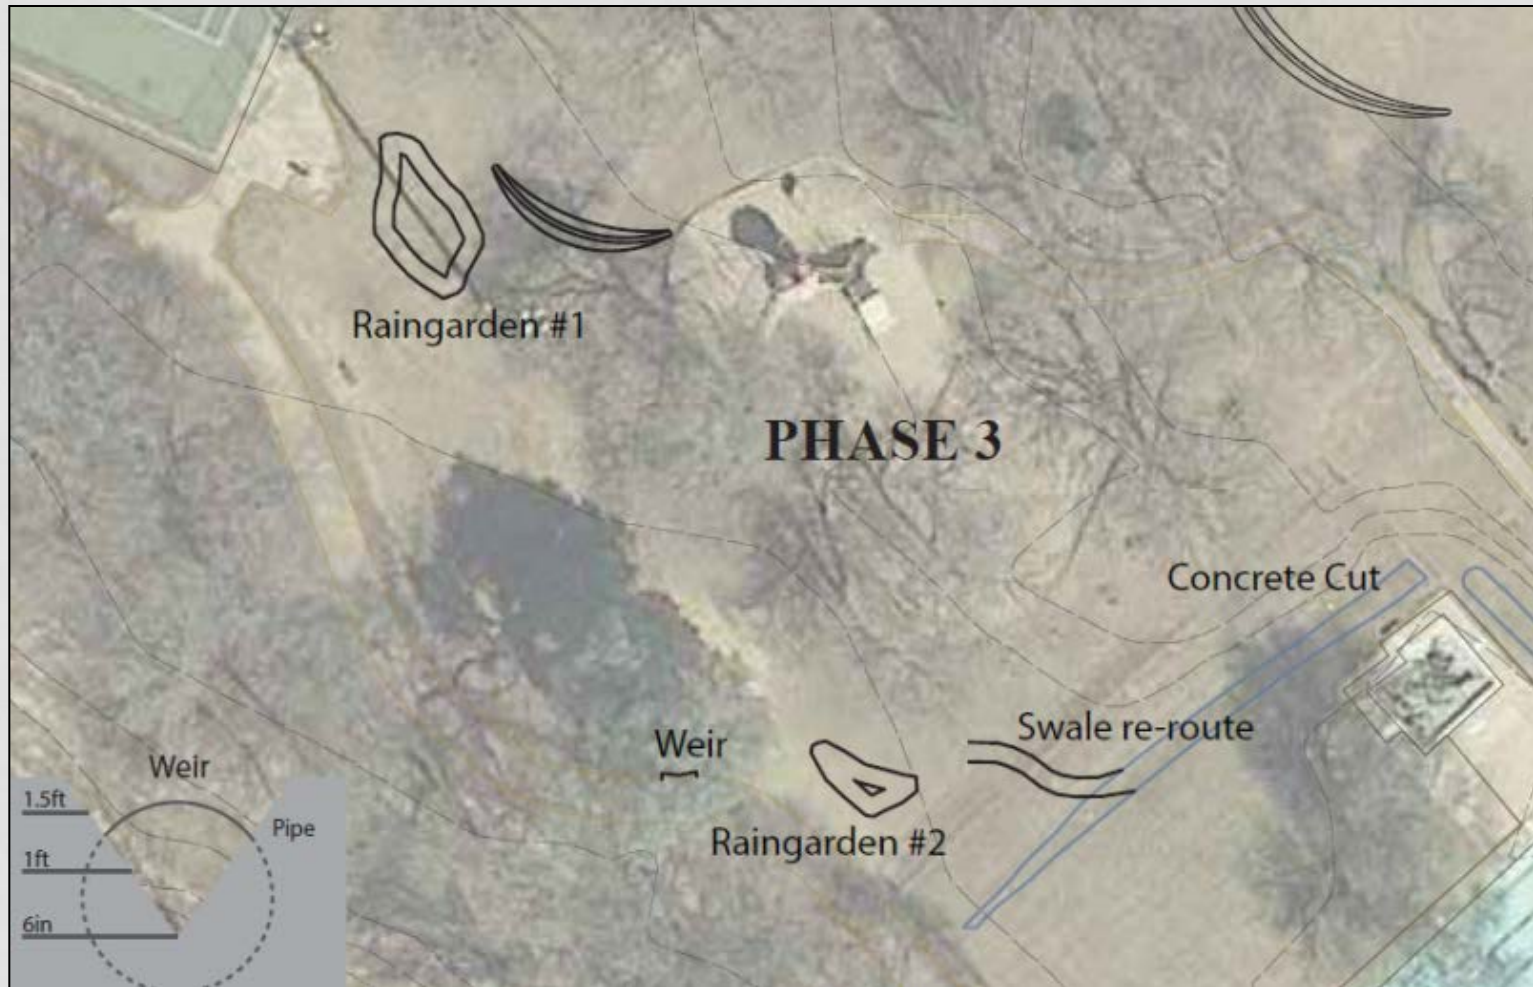 Raingarden #1
PHASE 3
Concrete Cut
Swale re-route
Weir
Raingarden #2
Weir
1.5ft
Pipe
1ft
6in